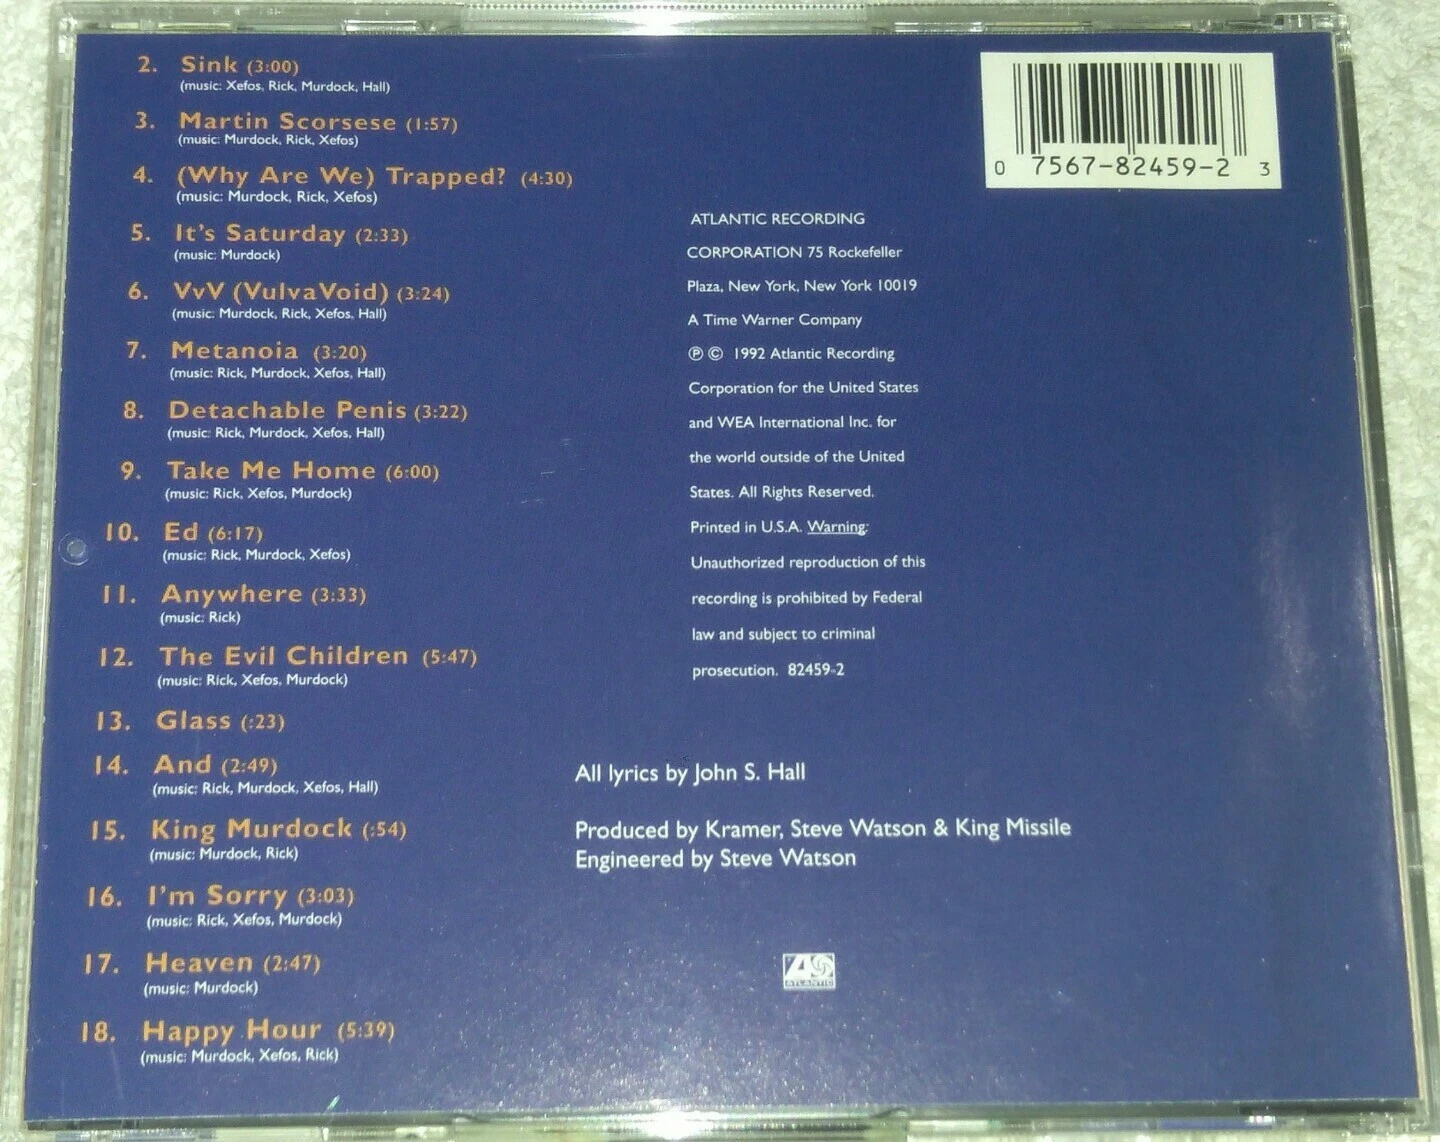 2. Sink (3:00)
(music: Xefos, Rick, Murdock, Hall)
3. Martin Scorsese (1:57)
(music: Murdock, Rick, Xefos)
4. (Why Are We) Trapped? (4:30)
(music: Murdock, Rick, Xefos)
5. It's Saturday (2:33)
(music: Murdock)
6. VvV (VulvaVoid) (3:24)
(music: Murdock, Rick, Xefos, Hall)
7. Metanoia (3:20)
(music: Rick, Murdock, Xefos, Hall)
8. Detachable Penis (3:22)
(music: Rick, Murdock, Xefos, Hall)
9. Take Me Home (6:00)
(music: Rick, Xefos, Murdock)
10. Ed (6:17)
(music: Rick, Murdock, Xefos)
11. Anywhere (3:33)
(music: Rick)
12. The Evil Children (5:47)
(music: Rick, Xefos, Murdock)
13. Glass (:23)
14. And (2:49)
(music: Rick, Murdock, Xefos, Hall)
15. King Murdock (:54)
(music: Murdock, Rick)
16. I'm Sorry (3:03)
(music: Rick, Xefos, Murdock)
17. Heaven (2:47)
(music: Murdock)
18. Happy Hour (5:39)
(music: Murdock, Xefos, Rick)
0 7567-82459-2 3
ATLANTIC RECORDING
CORPORATION 75 Rockefeller
Plaza, New York, New York 10019
A Time Warner Company
℗ © 1992 Atlantic Recording
Corporation for the United States
and WEA International Inc. for
the world outside of the United
States. All Rights Reserved.
Printed in U.S.A. Warning:
Unauthorized reproduction of this
recording is prohibited by Federal
law and subject to criminal
prosecution. 82459-2
All lyrics by John S. Hall
Produced by Kramer, Steve Watson & King Missile
Engineered by Steve Watson
ATLANTIC